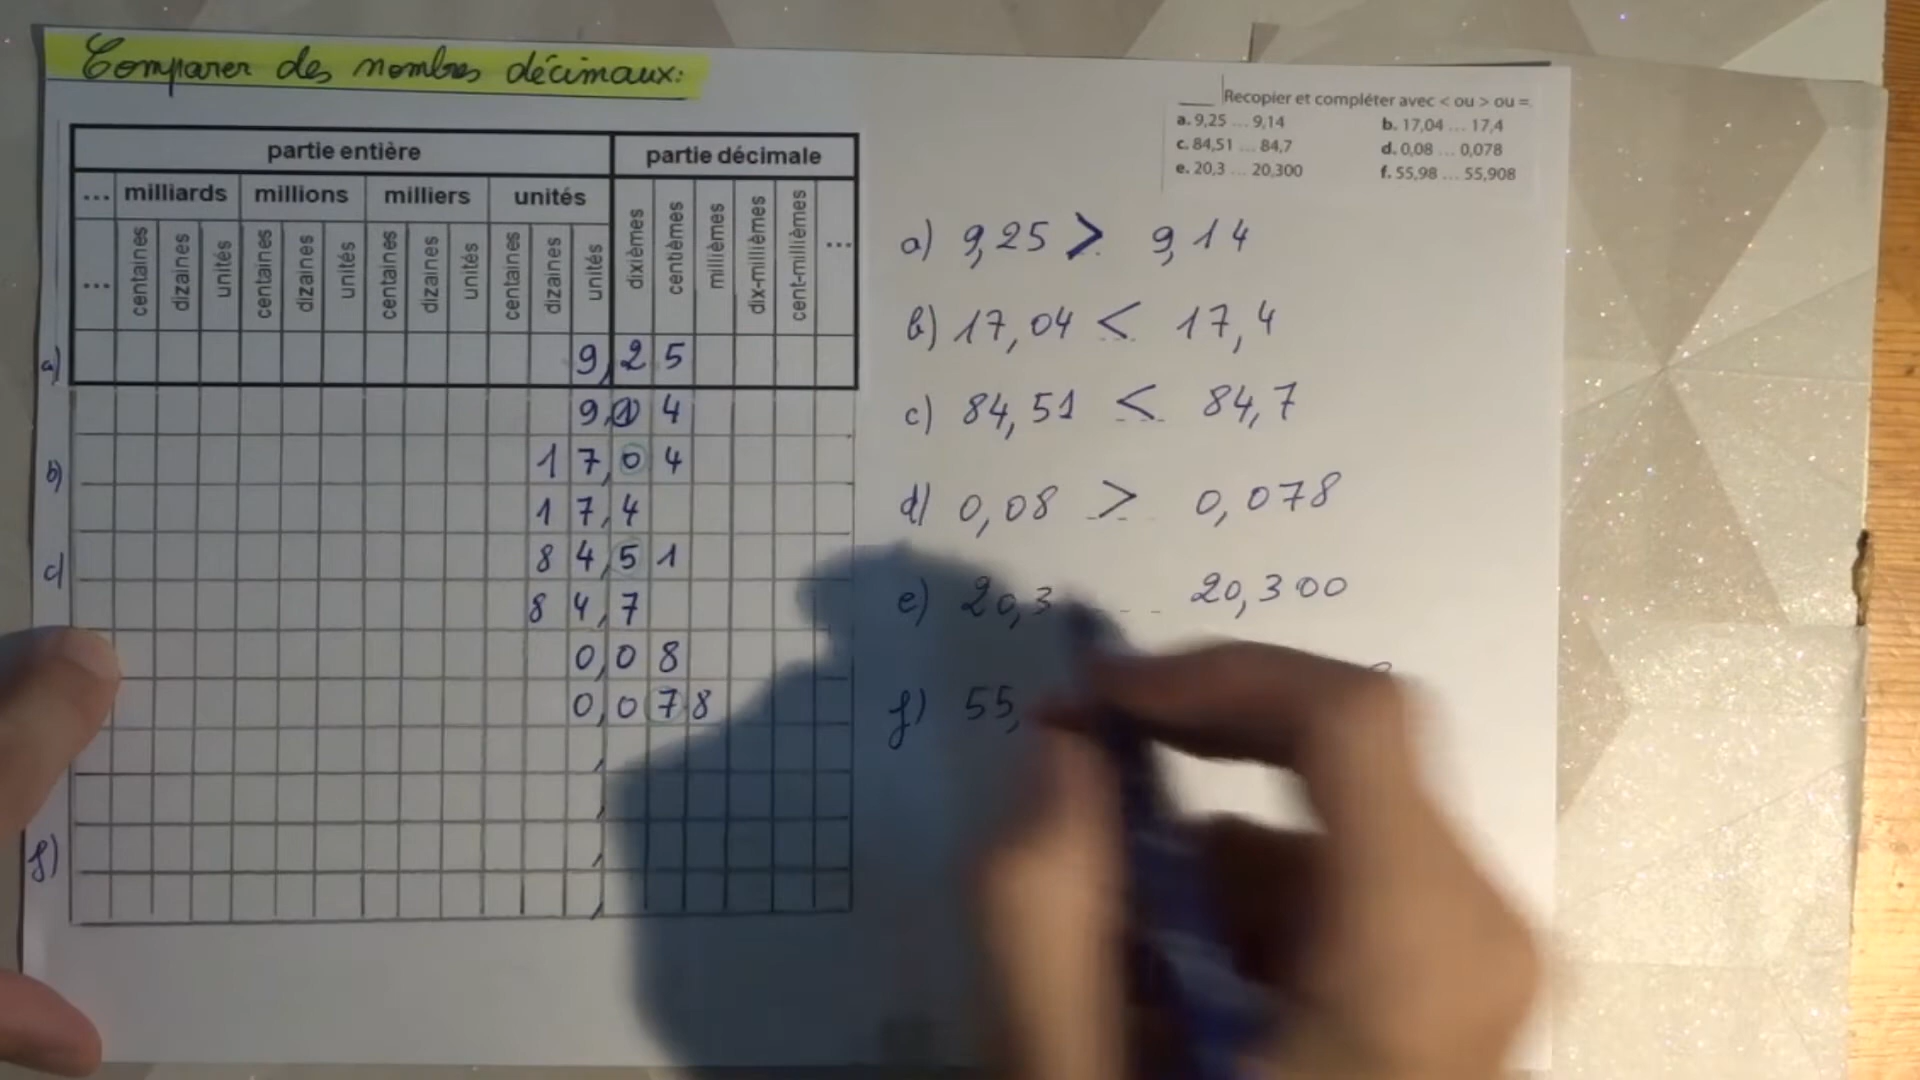 Comparer des nombres décimaux:
Recopier et compléter avec < ou > ou =.
a. 9,25 ... 9,14 b. 17,04 ... 17,4
c. 84,51 ... 84,7 d. 0,08 ... 0,078
e. 20,3 ... 20,300 f. 55,98 ... 55,908
partie entière partie décimale
... milliards millions milliers unités
... centaines dizaines unités centaines dizaines unités centaines dizaines unités centaines dizaines unités dixièmes centièmes millièmes dix-millièmes cent-millièmes ...
a) 9,25
9,14
b) 17,04
17,4
c) 84,51
84,7
0,08
0,078
,
,
f) ,
,
a) 9,25 > 9,14
b) 17,04 < 17,4
c) 84,51 < 84,7
d) 0,08 > 0,078
e) 20,3 ... 20,300
f) 55,